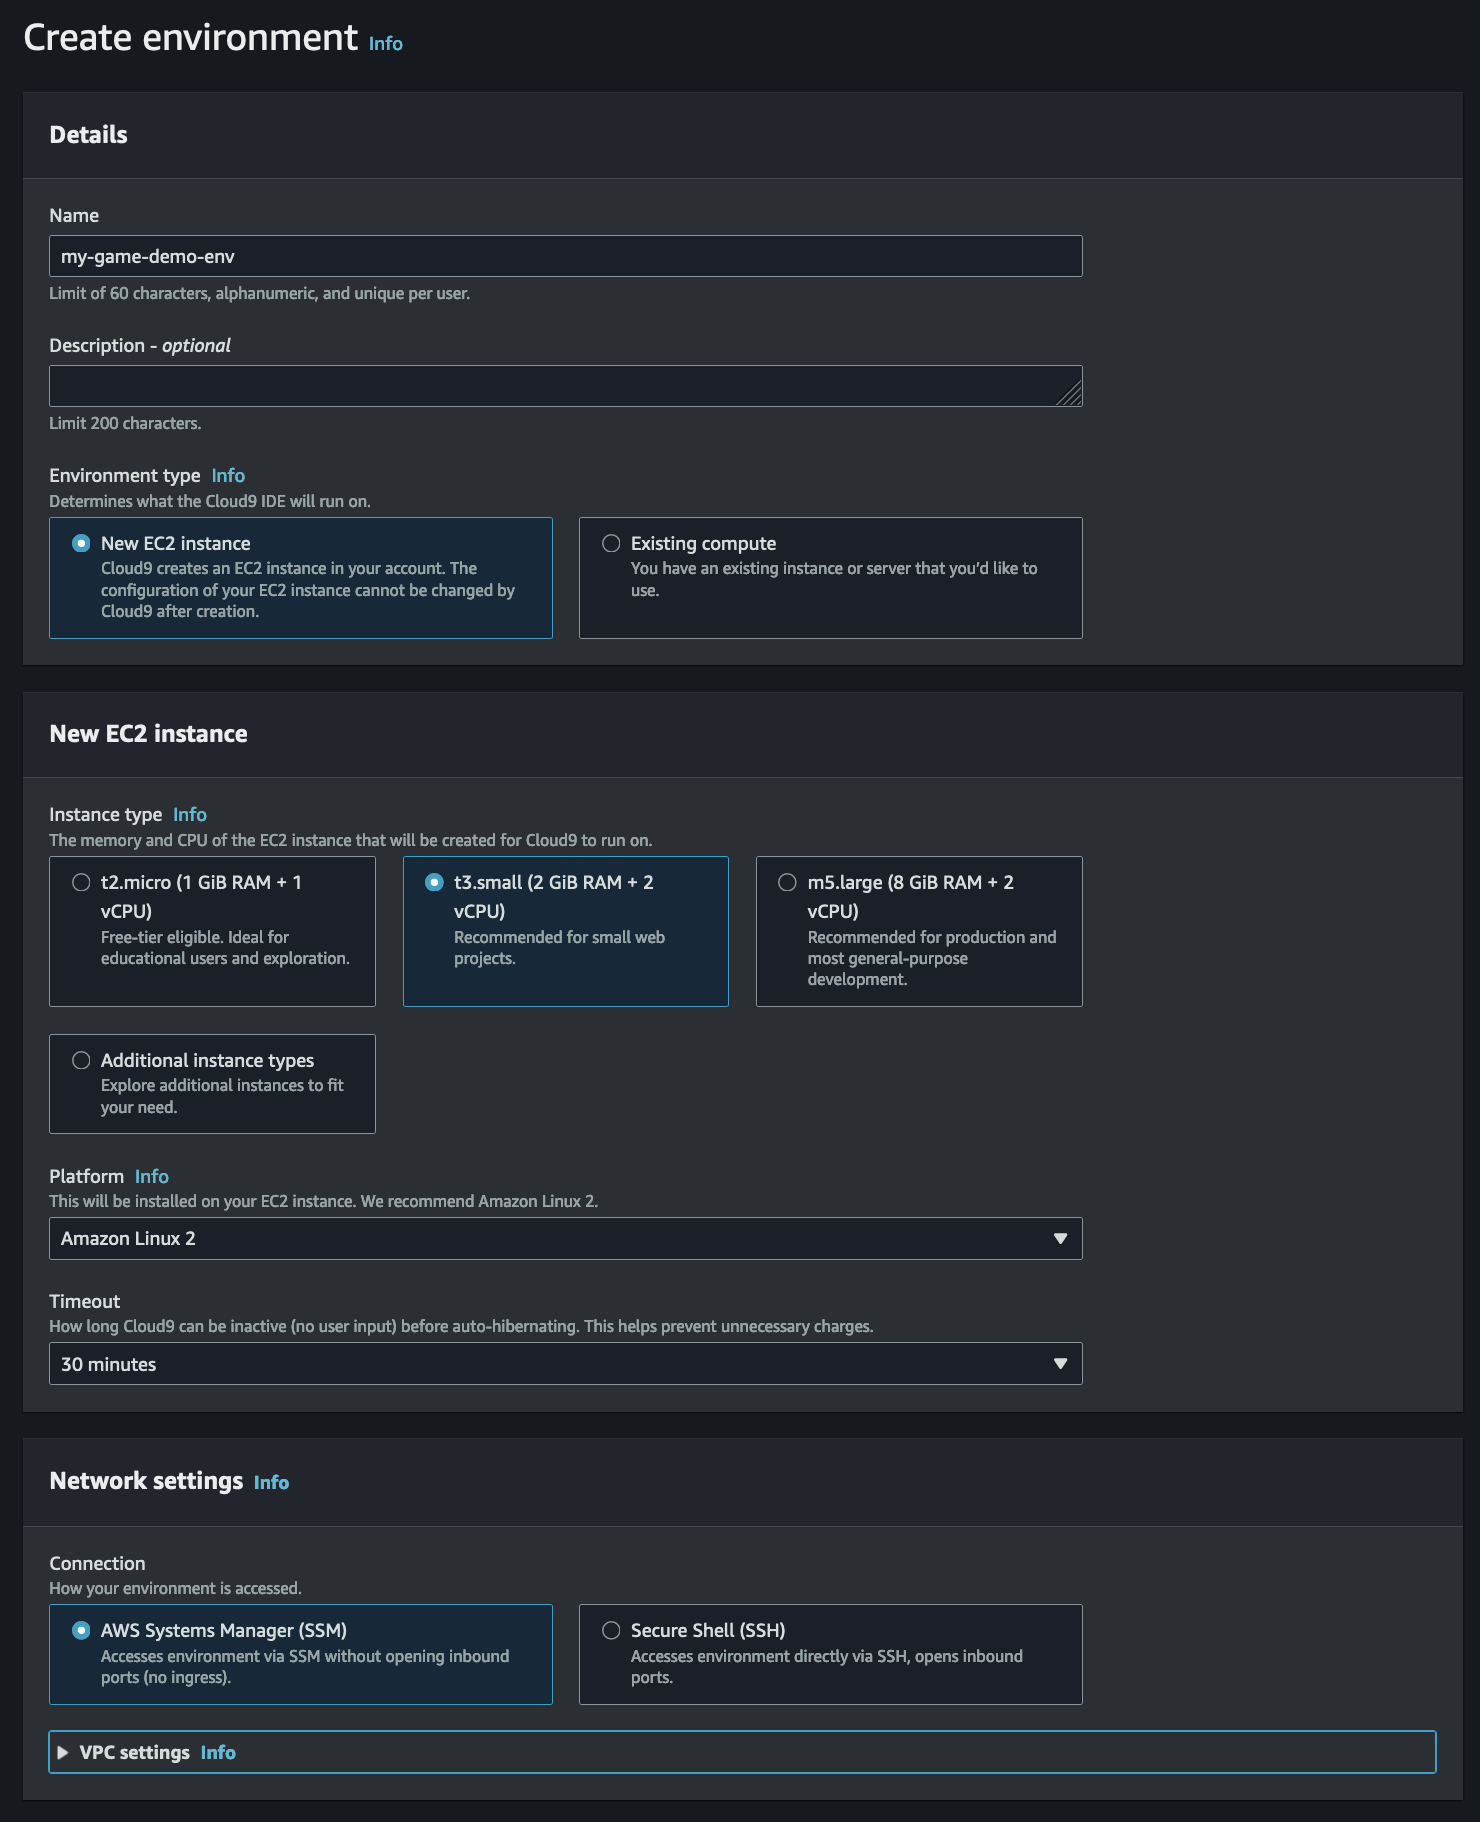 Create environment Info
Details
Name
my-game-demo-env
Limit of 60 characters, alphanumeric, and unique per user.
Description - optional
Limit 200 characters.
Environment type Info
Determines what the Cloud9 IDE will run on.
New EC2 instance
Cloud9 creates an EC2 instance in your account. The
configuration of your EC2 instance cannot be changed by
Cloud9 after creation.
Existing compute
You have an existing instance or server that you’d like to
use.
New EC2 instance
Instance type Info
The memory and CPU of the EC2 instance that will be created for Cloud9 to run on.
t2.micro (1 GiB RAM + 1
vCPU)
Free-tier eligible. Ideal for
educational users and exploration.
t3.small (2 GiB RAM + 2
vCPU)
Recommended for small web
projects.
m5.large (8 GiB RAM + 2
vCPU)
Recommended for production and
most general-purpose
development.
Additional instance types
Explore additional instances to fit
your need.
Platform Info
This will be installed on your EC2 instance. We recommend Amazon Linux 2.
Amazon Linux 2
Timeout
How long Cloud9 can be inactive (no user input) before auto-hibernating. This helps prevent unnecessary charges.
30 minutes
Network settings Info
Connection
How your environment is accessed.
AWS Systems Manager (SSM)
Accesses environment via SSM without opening inbound
ports (no ingress).
Secure Shell (SSH)
Accesses environment directly via SSH, opens inbound
ports.
VPC settings Info